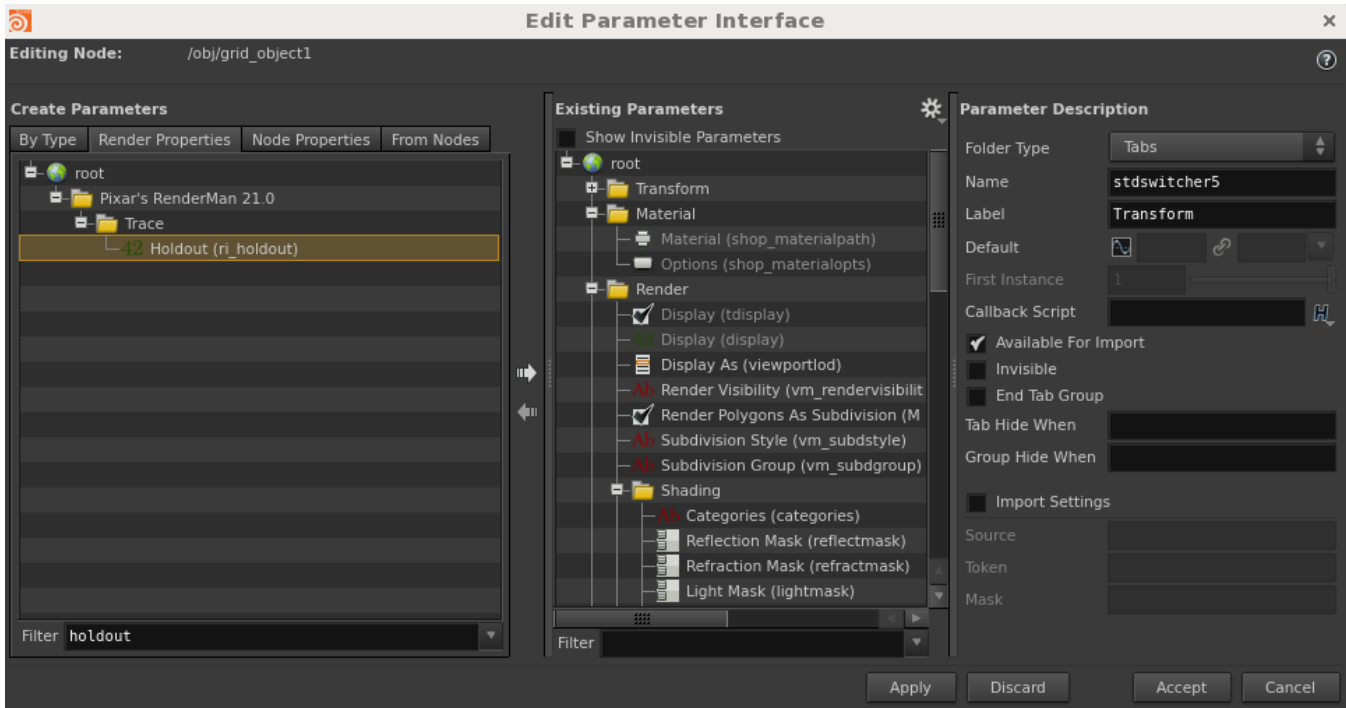 Edit Parameter Interface
Editing Node: /obj/grid_object1
Create Parameters
By Type Render Properties Node Properties From Nodes
root
Pixar's RenderMan 21.0
Trace
42 Holdout (ri_holdout)
Filter holdout
Existing Parameters
Show Invisible Parameters
root
Transform
Material
Material (shop_materialpath)
Options (shop_materialopts)
Render
Display (tdisplay)
Display (display)
Display As (viewportlod)
Ab Render Visibility (vm_rendervisibilit
Render Polygons As Subdivision (M
Ab Subdivision Style (vm_subdstyle)
Ab Subdivision Group (vm_subdgroup)
Shading
Ab Categories (categories)
Reflection Mask (reflectmask)
Refraction Mask (refractmask)
Light Mask (lightmask)
Filter
Parameter Description
Folder Type Tabs
Name stdswitcher5
Label Transform
Default
First Instance 1
Callback Script
Available For Import
Invisible
End Tab Group
Tab Hide When
Group Hide When
Import Settings
Source
Token
Mask
Apply Discard Accept Cancel